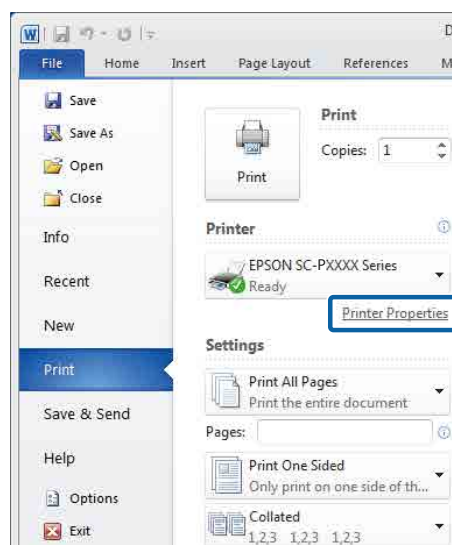 W
D
File Home Insert Page Layout References M
Save
Save As
Open
Close
Info
Recent
New
Print
Save & Send
Help
Options
Exit
Print
Print
Copies: 1
Printer
EPSON SC-PXXXX Series
Ready
Printer Properties
Settings
Print All Pages
Print the entire document
Pages:
Print One Sided
Only print on one side of th...
Collated
1,2,3 1,2,3 1,2,3